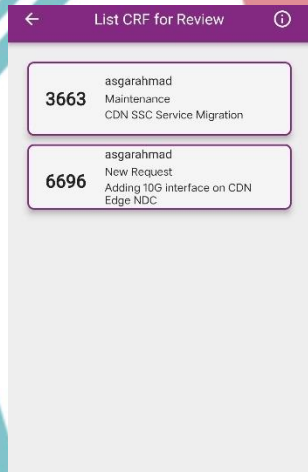 List CRF for Review
3663
asgarahmad
Maintenance
CDN SSC Service Migration
6696
asgarahmad
New Request
Adding 10G interface on CDN
Edge NDC